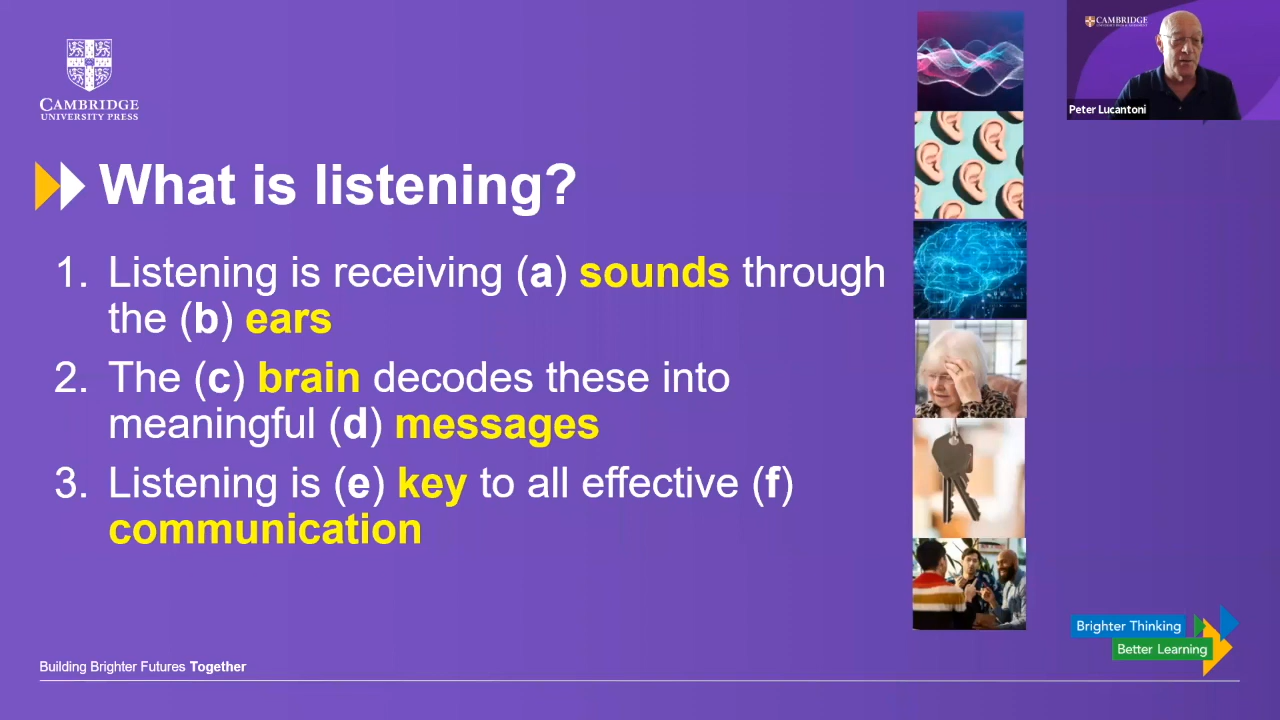 CAMBRIDGE
UNIVERSITY PRESS
CAMBRIDGE
Peter Lucantoni
What is listening?
1. Listening is receiving (a) sounds through
the (b) ears
2. The (c) brain decodes these into
meaningful (d) messages
3. Listening is (e) key to all effective (f)
communication
Brighter Thinking
Better Learning
Building Brighter Futures Together